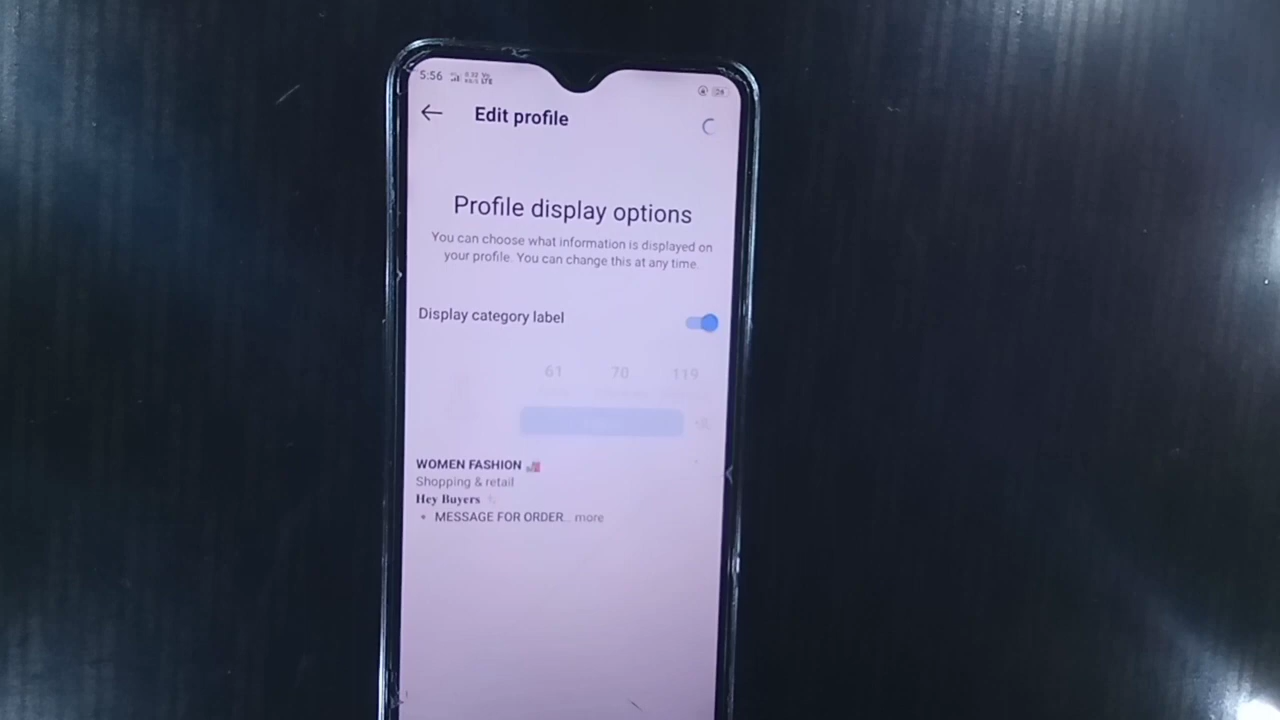 5:56
Edit profile
Profile display options
You can choose what information is displayed on
your profile. You can change this at any time.
Display category label
61 70 119
WOMEN FASHION
Shopping & retail
𝐇𝐞𝐲 𝐁𝐮𝐲𝐞𝐫𝐬
• MESSAGE FOR ORDER... more